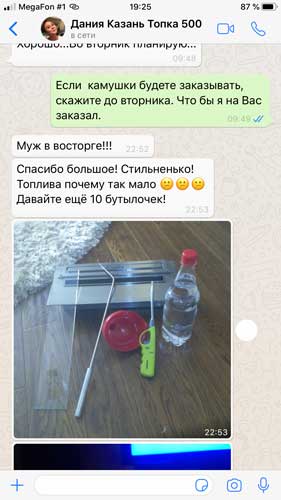 MegaFon #1
19:25
87 %
Дания Казань Топка 500
в сети
Хорошо...Во вторник планирую...
09:48
Если камушки будете заказывать,
скажите до вторника. Что бы я на Вас
заказал.
09:49
Муж в восторге!!!
22:52
Спасибо большое! Стильненько!
Топлива почему так мало 🙁🙁🙁
Давайте ещё 10 бутылочек!
22:53
22:53